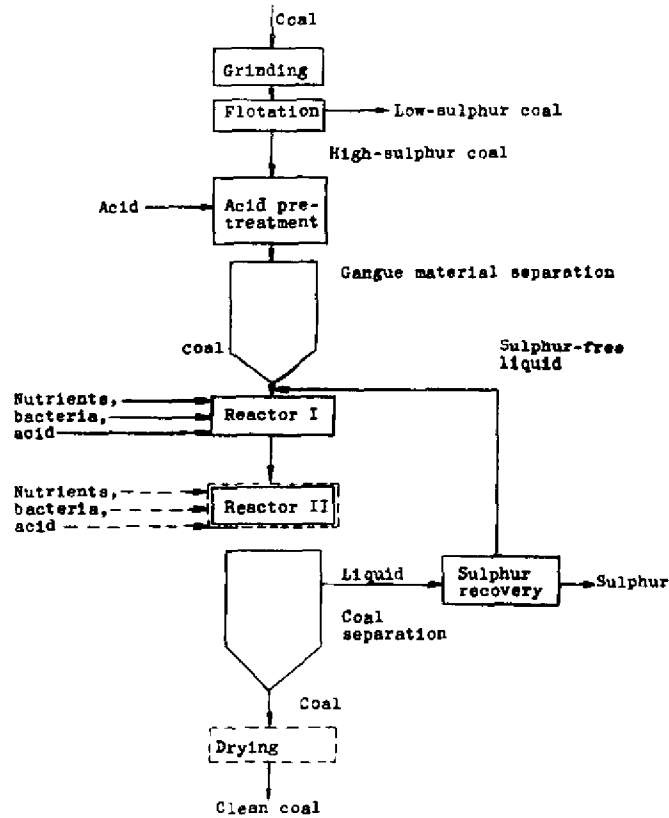 Coal
Grinding
Flotation
Low-sulphur coal
High-sulphur coal
Acid
Acid pre-
treatment
Gangue material separation
coal
Sulphur-free
liquid
Nutrients,
bacteria,
acid
Reactor I
Nutrients,
bacteria,
acid
Reactor II
Liquid
Sulphur
recovery
Sulphur
Coal
separation
Coal
Drying
Clean coal